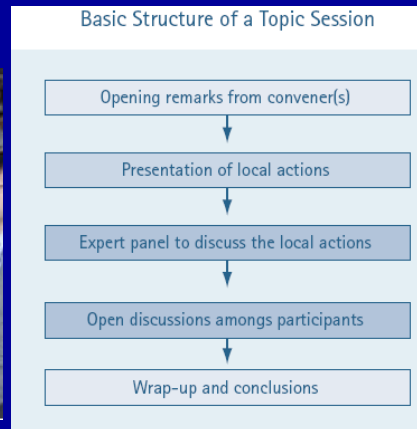 Basic Structure of a Topic Session
Opening remarks from convener(s)
Presentation of local actions
Expert panel to discuss the local actions
Open discussions amongs participants
Wrap-up and conclusions